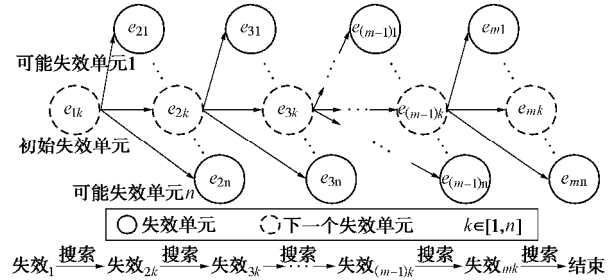 e21 e31 e(m−1)1 em1
可能失效单元1
e1k e2k e3k … e(m−1)k emk
初始失效单元
e2n e3n e(m−1)n emn
可能失效单元n
失效单元 下一个失效单元 k∈[1,n]
失效1 搜索 失效2k 搜索 失效3k 搜索 … 失效(m−1)k 搜索 失效mk 搜索 结束